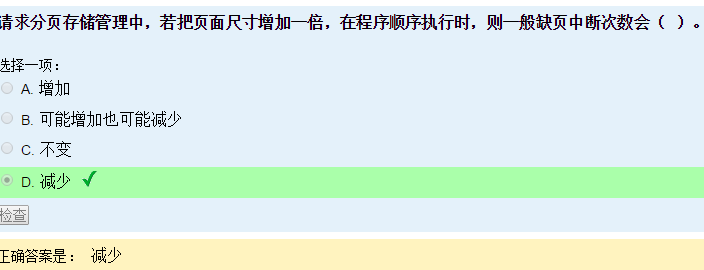 请求分页存储管理中，若把页面尺寸增加一倍，在程序顺序执行时，则一般缺页中断次数会（ ）。
选择一项：
A. 增加
B. 可能增加也可能减少
C. 不变
D. 减少
检查
正确答案是： 减少